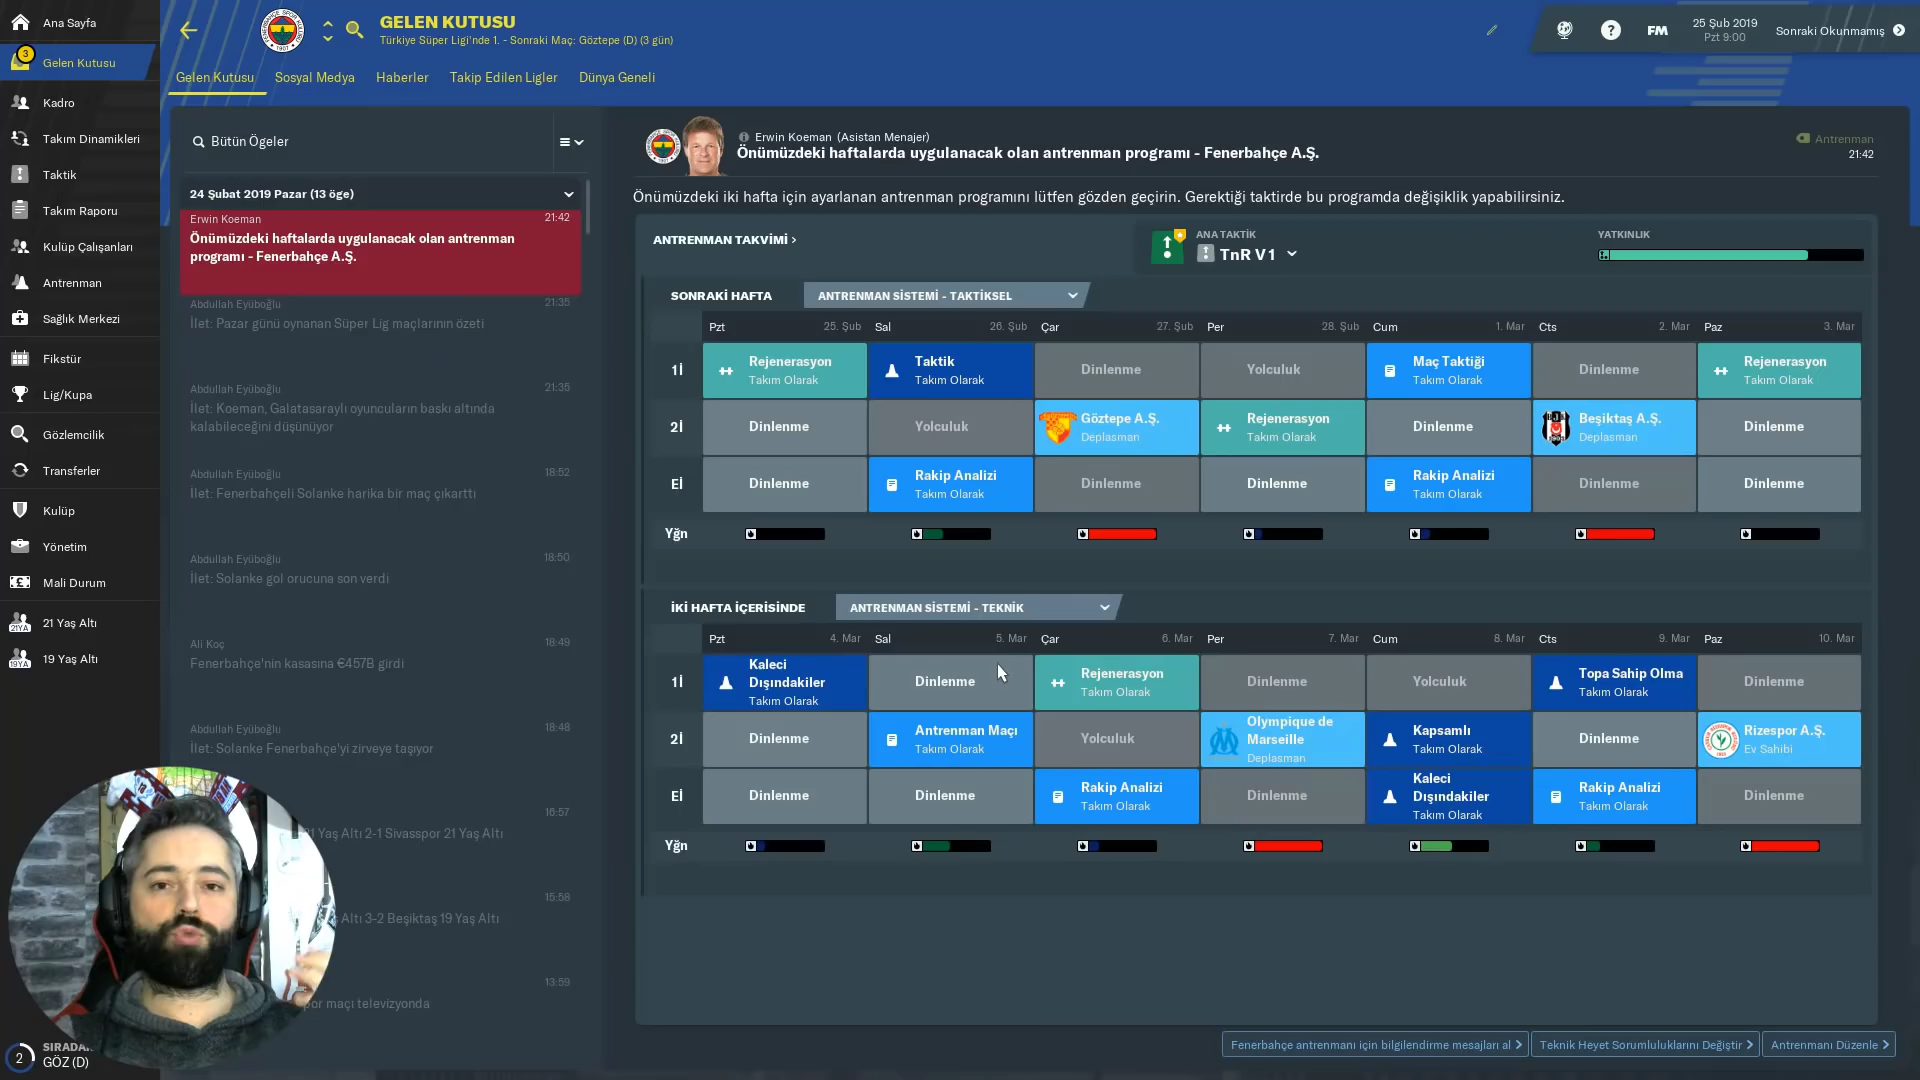 Ana Sayfa
3
Gelen Kutusu
Kadro
Takım Dinamikleri
Taktik
Takım Raporu
Kulüp Çalışanları
Antrenman
Sağlık Merkezi
Fikstür
Lig/Kupa
Gözlemcilik
Transferler
Kulüp
Yönetim
Mali Durum
21YA
21 Yaş Altı
19YA
19 Yaş Altı
2
GÖZ (D)
GELEN KUTUSU
Türkiye Süper Ligi'nde 1. - Sonraki Maç: Göztepe (D) (3 gün)
Gelen Kutusu Sosyal Medya Haberler Takip Edilen Ligler Dünya Geneli
FM
25 Şub 2019
Pzt 9:00
Sonraki Okunmamış
Bütün Ögeler
24 Şubat 2019 Pazar (13 öge)
Erwin Koeman 21:42
Önümüzdeki haftalarda uygulanacak olan antrenman
programı - Fenerbahçe A.Ş.
Abdullah Eyüboğlu 21:35
İlet: Pazar günü oynanan Süper Lig maçlarının özeti
Abdullah Eyüboğlu 21:35
İlet: Koeman, Galatasaraylı oyuncuların baskı altında
kalabileceğini düşünüyor
Abdullah Eyüboğlu 18:52
İlet: Fenerbahçeli Solanke harika bir maç çıkarttı
Abdullah Eyüboğlu 18:50
İlet: Solanke gol orucuna son verdi
Ali Koç 18:49
Fenerbahçe'nin kasasına €457B girdi
Abdullah Eyüboğlu 18:48
İlet: Solanke Fenerbahçe'yi zirveye taşıyor
16:57
21 Yaş Altı 2-1 Sivasspor 21 Yaş Altı
15:58
Altı 3-2 Beşiktaş 19 Yaş Altı
13:59
maçı televizyonda
Erwin Koeman (Asistan Menajer)
Önümüzdeki haftalarda uygulanacak olan antrenman programı - Fenerbahçe A.Ş.
Antrenman
21:42
Önümüzdeki iki hafta için ayarlanan antrenman programını lütfen gözden geçirin. Gerektiği taktirde bu programda değişiklik yapabilirsiniz.
ANTRENMAN TAKVİMİ
ANA TAKTİK
TnR V1
YATKINLIK
SONRAKİ HAFTA ANTRENMAN SİSTEMİ - TAKTİKSEL
Pzt 25. Şub Sal 26. Şub Çar 27. Şub Per 28. Şub Cum 1. Mar Cts 2. Mar Paz 3. Mar
1İ
Rejenerasyon
Takım Olarak
Taktik
Takım Olarak
Dinlenme
Yolculuk
Maç Taktiği
Takım Olarak
Dinlenme
Rejenerasyon
Takım Olarak
2İ
Dinlenme
Yolculuk
Göztepe A.Ş.
Deplasman
Rejenerasyon
Takım Olarak
Dinlenme
Beşiktaş A.Ş.
Deplasman
Dinlenme
Eİ
Dinlenme
Rakip Analizi
Takım Olarak
Dinlenme
Dinlenme
Rakip Analizi
Takım Olarak
Dinlenme
Dinlenme
Yğn
İKİ HAFTA İÇERİSİNDE ANTRENMAN SİSTEMİ - TEKNİK
Pzt 4. Mar Sal 5. Mar Çar 6. Mar Per 7. Mar Cum 8. Mar Cts 9. Mar Paz 10. Mar
1İ
Kaleci
Dışındakiler
Takım Olarak
Dinlenme
Rejenerasyon
Takım Olarak
Dinlenme
Yolculuk
Topa Sahip Olma
Takım Olarak
Dinlenme
2İ
Dinlenme
Antrenman Maçı
Takım Olarak
Yolculuk
Olympique de
Marseille
Deplasman
Kapsamlı
Takım Olarak
Dinlenme
Rizespor A.Ş.
Ev Sahibi
Eİ
Dinlenme
Dinlenme
Rakip Analizi
Takım Olarak
Dinlenme
Kaleci
Dışındakiler
Takım Olarak
Rakip Analizi
Takım Olarak
Dinlenme
Yğn
Fenerbahçe antrenmanı için bilgilendirme mesajları al
Teknik Heyet Sorumluluklarını Değiştir
Antrenmanı Düzenle